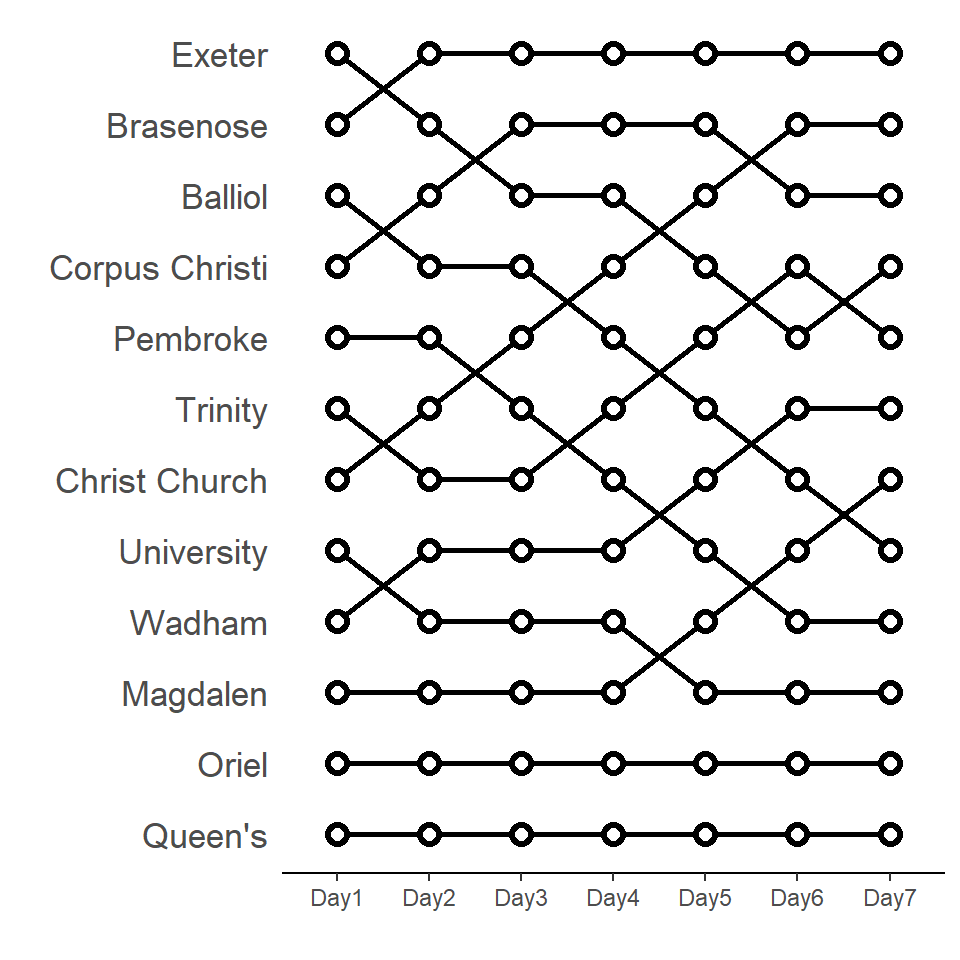 Exeter
Brasenose
Balliol
Corpus Christi
Pembroke
Trinity
Christ Church
University
Wadham
Magdalen
Oriel
Queen's
Day1 Day2 Day3 Day4 Day5 Day6 Day7